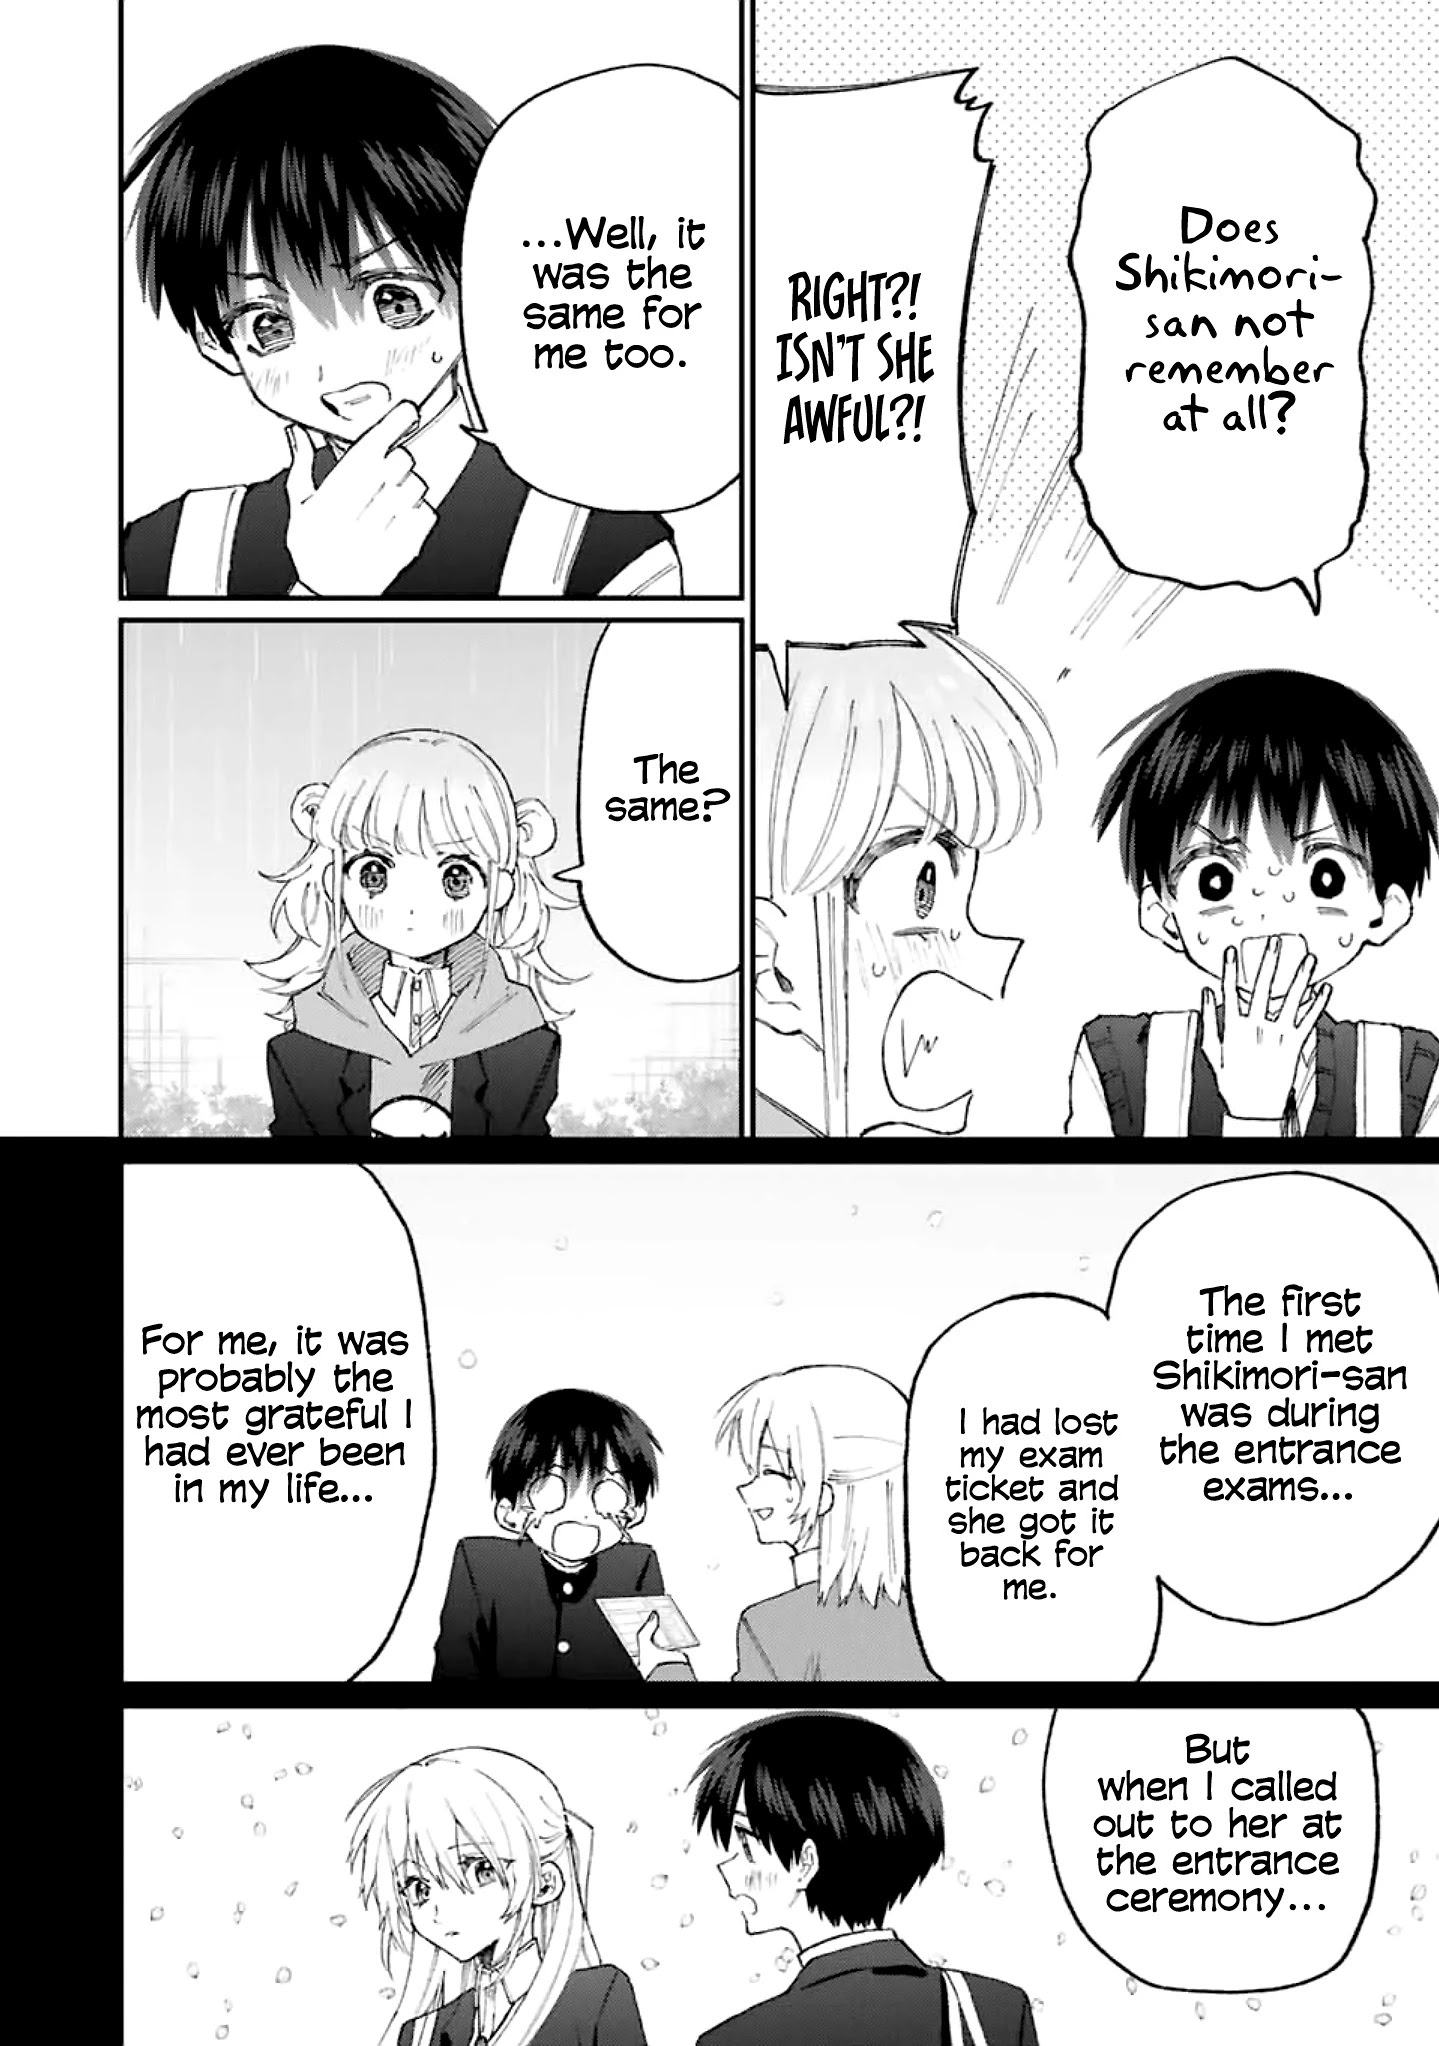 Does
Shikimori-
san not
remember
at all?
RIGHT?!
ISN'T SHE
AWFUL?!
...Well, it
was the
same for
me too.
The
same?
The first
time I met
Shikimori-san
was during
the entrance
exams...
I had lost
my exam
ticket and
she got it
back for
me.
For me, it was
probably the
most grateful I
had ever been
in my life...
But
when I called
out to her at
the entrance
ceremony...